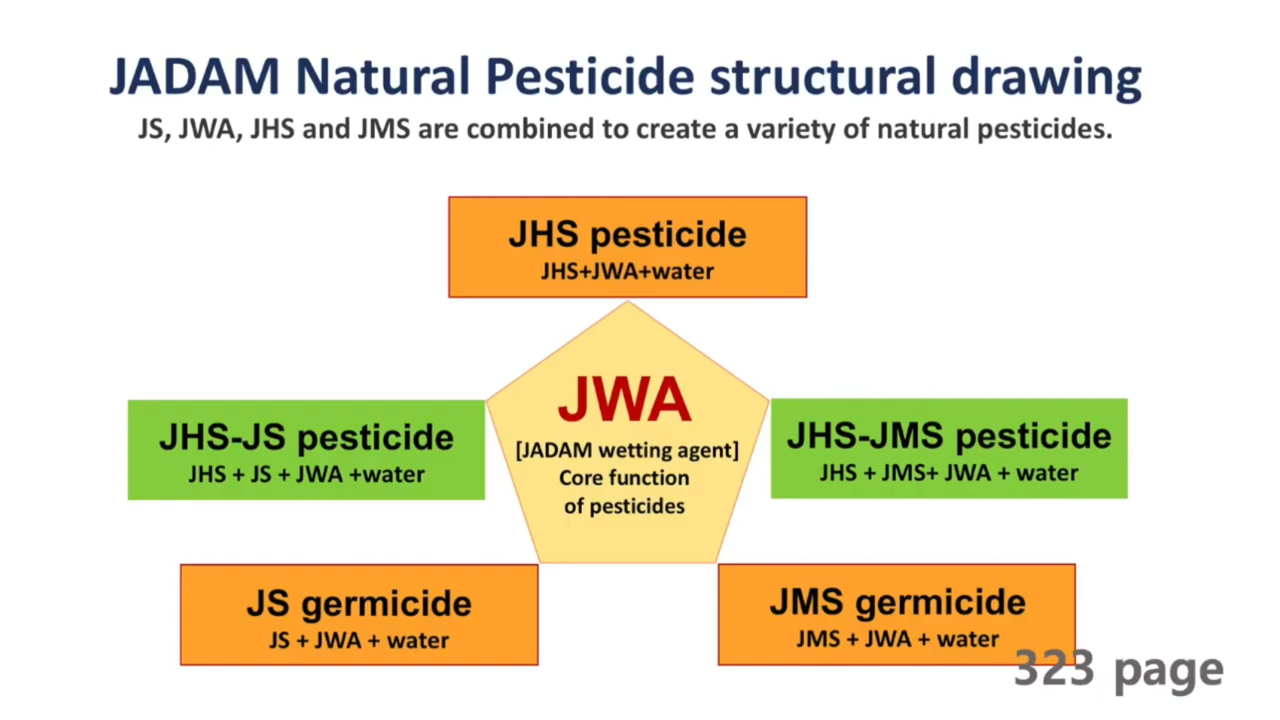 JADAM Natural Pesticide structural drawing
JS, JWA, JHS and JMS are combined to create a variety of natural pesticides.
JHS pesticide
JHS+JWA+water
JWA
[JADAM wetting agent]
Core function
of pesticides
JHS-JS pesticide
JHS + JS + JWA +water
JHS-JMS pesticide
JHS + JMS+ JWA + water
JS germicide
JS + JWA + water
JMS germicide
JMS + JWA + water
323 page